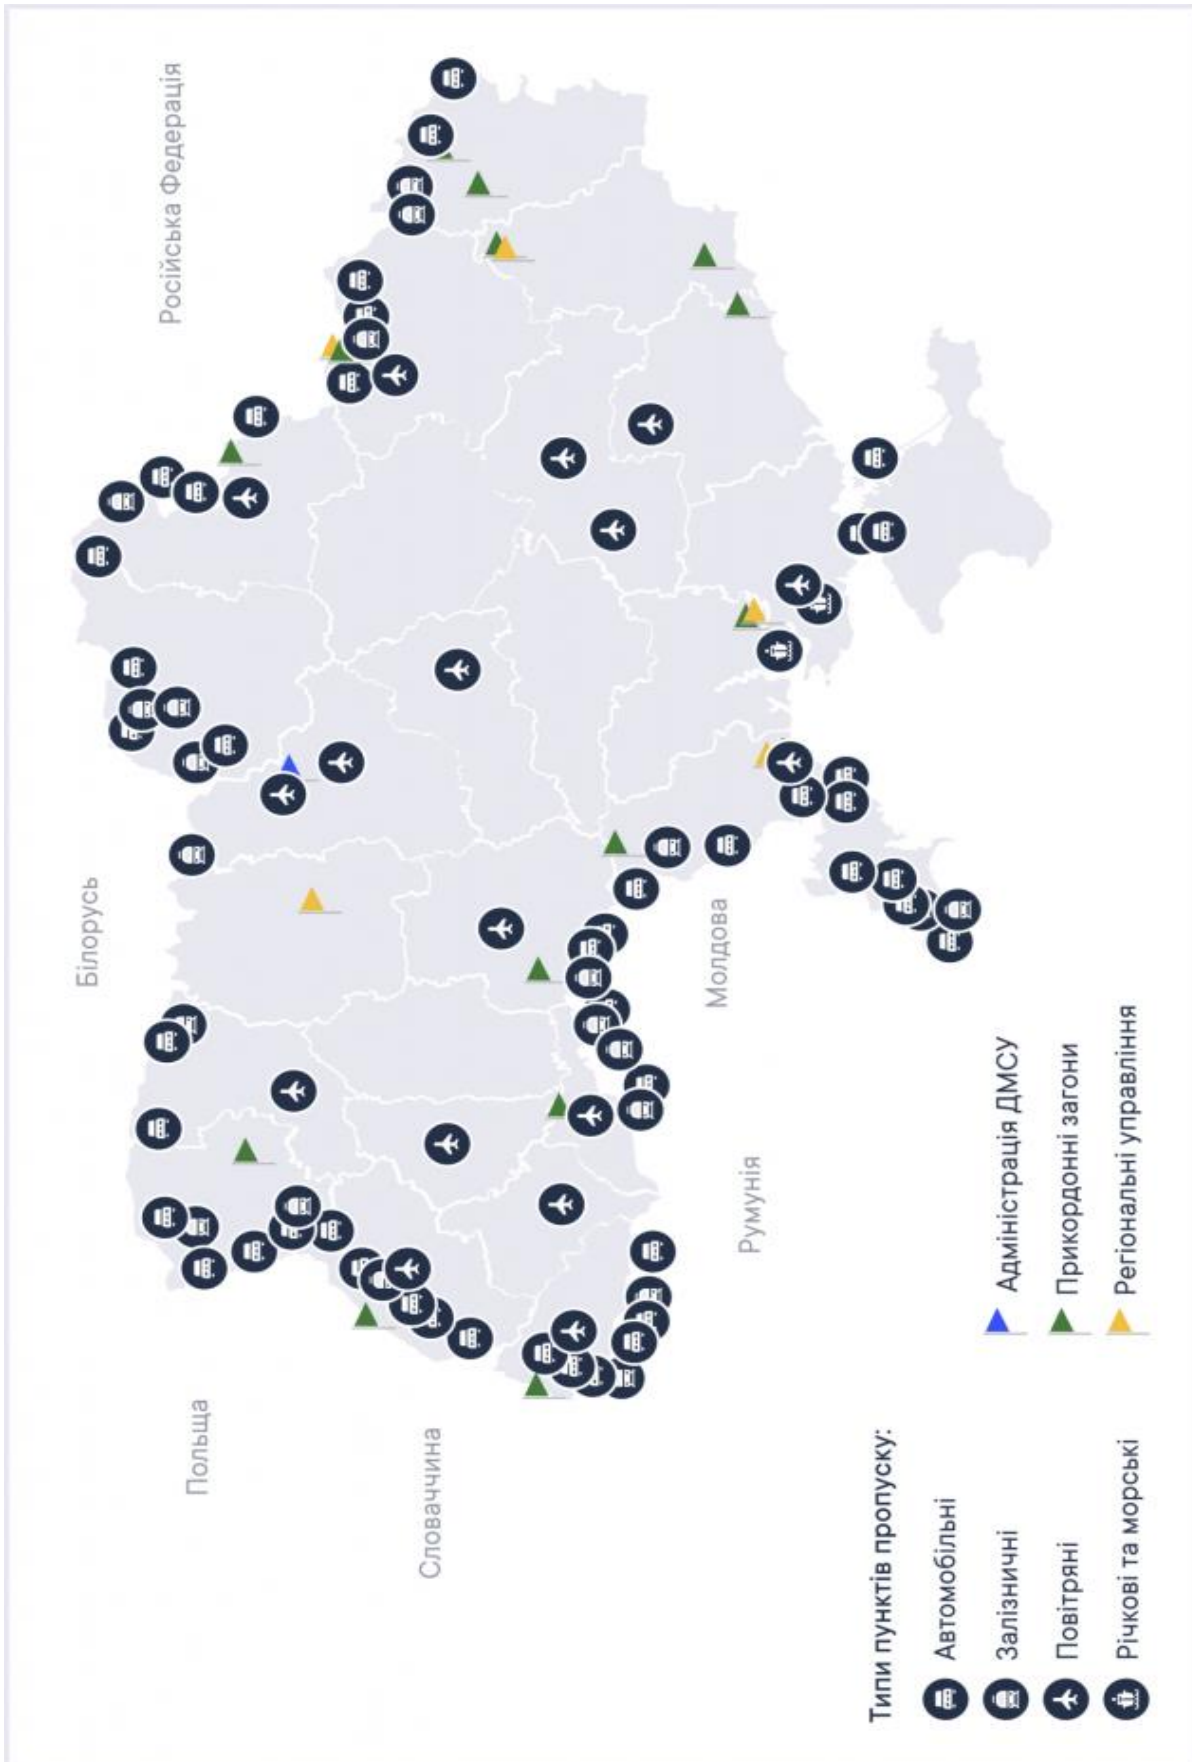 Російська Федерація
Білорусь
Польща
Словаччина
Молдова
Румунія
Типи пунктів пропуску:
Автомобільні
Залізничні
Повітряні
Річкові та морські
Адміністрація ДМСУ
Прикордонні загони
Регіональні управління